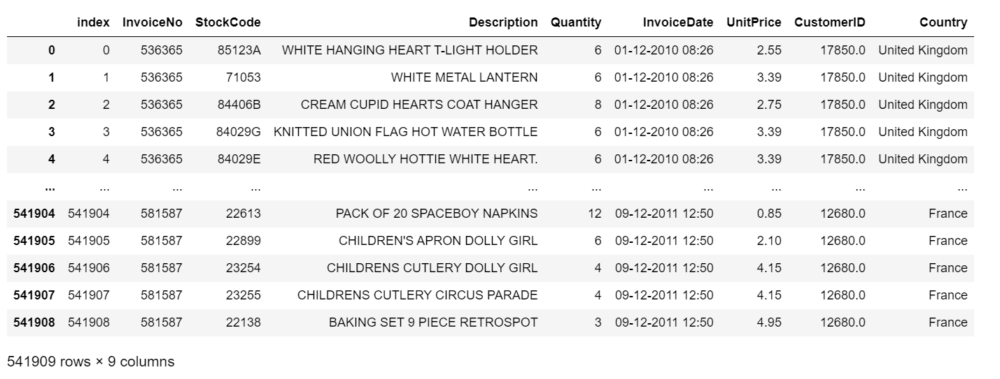 index InvoiceNo StockCode Description Quantity InvoiceDate UnitPrice CustomerID Country
0 0 536365 85123A WHITE HANGING HEART T-LIGHT HOLDER 6 01-12-2010 08:26 2.55 17850.0 United Kingdom
1 1 536365 71053 WHITE METAL LANTERN 6 01-12-2010 08:26 3.39 17850.0 United Kingdom
2 2 536365 84406B CREAM CUPID HEARTS COAT HANGER 8 01-12-2010 08:26 2.75 17850.0 United Kingdom
3 3 536365 84029G KNITTED UNION FLAG HOT WATER BOTTLE 6 01-12-2010 08:26 3.39 17850.0 United Kingdom
4 4 536365 84029E RED WOOLLY HOTTIE WHITE HEART. 6 01-12-2010 08:26 3.39 17850.0 United Kingdom
... ... ... ... ... ... ... ... ... ...
541904 541904 581587 22613 PACK OF 20 SPACEBOY NAPKINS 12 09-12-2011 12:50 0.85 12680.0 France
541905 541905 581587 22899 CHILDREN'S APRON DOLLY GIRL 6 09-12-2011 12:50 2.10 12680.0 France
541906 541906 581587 23254 CHILDRENS CUTLERY DOLLY GIRL 4 09-12-2011 12:50 4.15 12680.0 France
541907 541907 581587 23255 CHILDRENS CUTLERY CIRCUS PARADE 4 09-12-2011 12:50 4.15 12680.0 France
541908 541908 581587 22138 BAKING SET 9 PIECE RETROSPOT 3 09-12-2011 12:50 4.95 12680.0 France
541909 rows × 9 columns